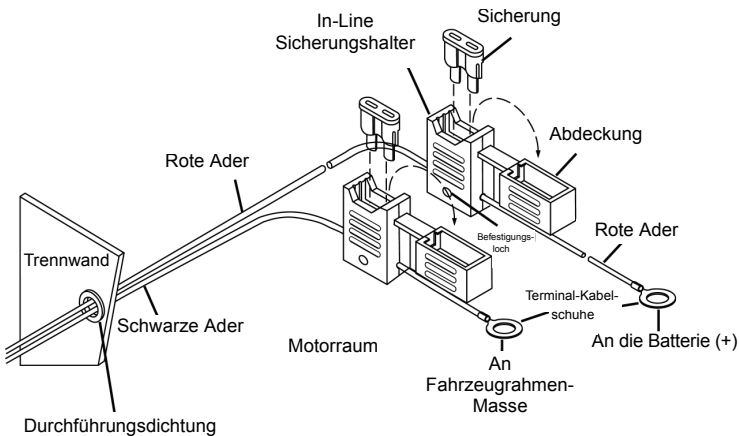 In-Line
Sicherungshalter
Sicherung
Abdeckung
Rote Ader
Befestigungs-
loch
Rote Ader
Trennwand
Terminal-Kabel-
schuhe
Schwarze Ader
An die Batterie (+)
Motorraum
An
Fahrzeugrahmen-
Masse
Durchführungsdichtung